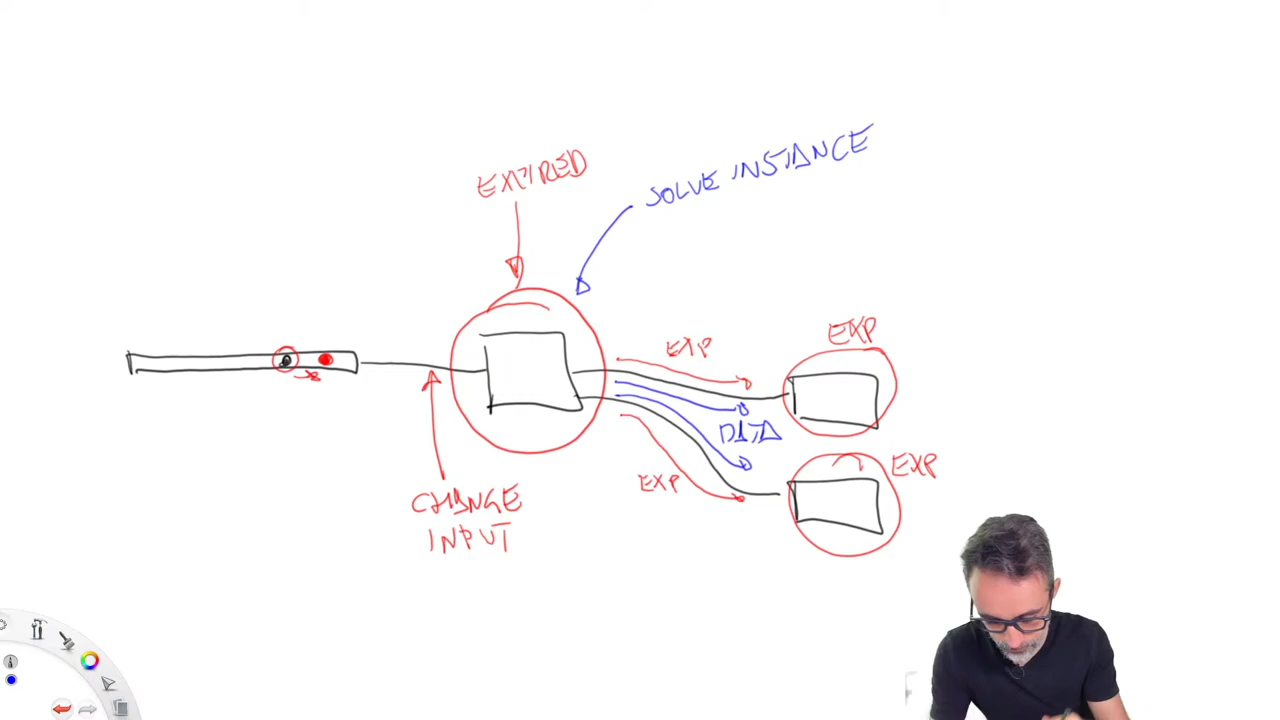 EXPIRED
SOLVE INSTANCE
EXP
EXP
DATA
EXP
EXP
CHANGE
INPUT